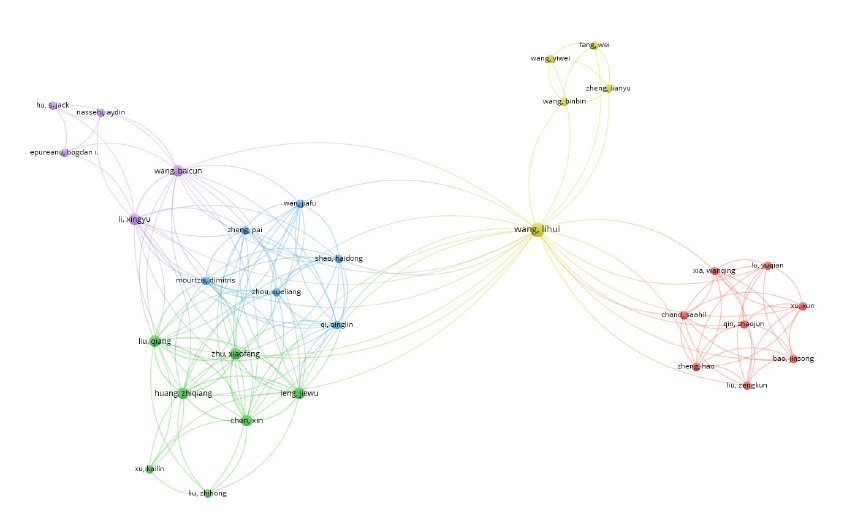 fang, wei
wang, yiwei
zheng, lianyu
wang, binbin
hu, s. jack
nassehi, aydin
epureanu, bogdan i.
wang, baicun
li, xingyu
wan, jiafu
zheng, pai
wang, lihui
shao, haidong
mourtzis, dimitris
zhou, xueliang
qi, qinglin
lu, yuqian
xia, wanqing
xu, xun
chand, saahil
qin, zhaojun
bao, jinsong
zheng, hao
liu, zengkun
liu, qiang
zhu, xiaofeng
huang, zhiqiang
leng, jiewu
chen, xin
xu, kailin
liu, zhihong